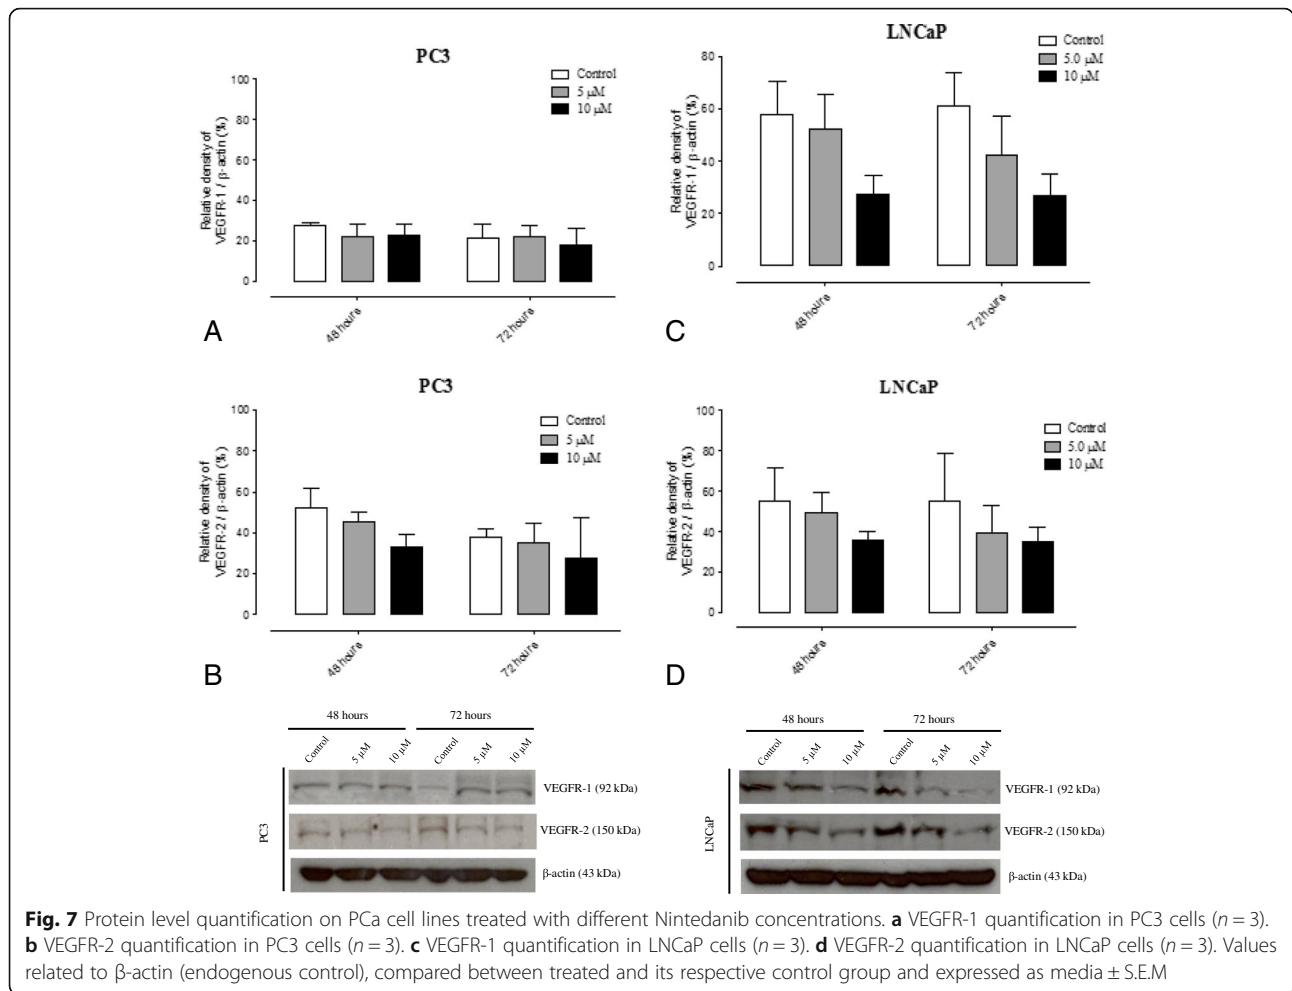 PC3
Control
5 μM
10 μM
Relative density of
VEGFR-1 / β-actin (%)
100
80
60
40
20
0
48 hours
72 hours
A
LNCaP
Control
5.0 μM
10 μM
Relative density of
VEGFR-1 / β-actin (%)
80
60
40
20
0
48 hours
72 hours
C
PC3
Control
5 μM
10 μM
Relative density of
VEGFR-2 / β-actin (%)
100
80
60
40
20
0
48 hours
72 hours
B
LNCaP
Control
5.0 μM
10 μM
Relative density of
VEGFR-2 / β-actin (%)
100
80
60
40
20
0
48 hours
72 hours
D
48 hours 72 hours
Control 5 μM 10 μM Control 5 μM 10 μM
PC3
VEGFR-1 (92 kDa)
VEGFR-2 (150 kDa)
β-actin (43 kDa)
48 hours 72 hours
Control 5 μM 10 μM Control 5 μM 10 μM
LNCaP
VEGFR-1 (92 kDa)
VEGFR-2 (150 kDa)
β-actin (43 kDa)
Fig. 7 Protein level quantification on PCa cell lines treated with different Nintedanib concentrations. a VEGFR-1 quantification in PC3 cells (n = 3).
b VEGFR-2 quantification in PC3 cells (n = 3). c VEGFR-1 quantification in LNCaP cells (n = 3). d VEGFR-2 quantification in LNCaP cells (n = 3). Values
related to β-actin (endogenous control), compared between treated and its respective control group and expressed as media ± S.E.M